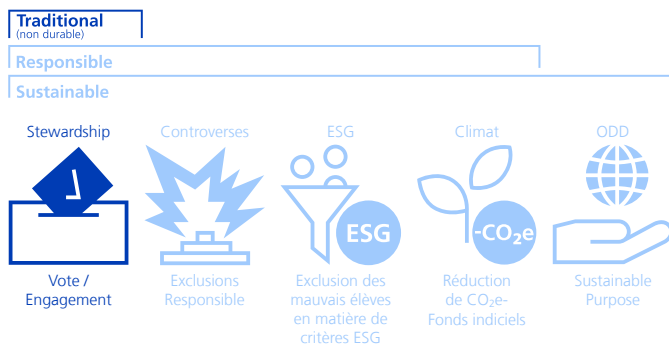 Traditional
(non durable)
Responsible
Sustainable
Stewardship
Controverses
ESG
Climat
ODD
ESG
-CO₂e
Vote /
Engagement
Exclusions
Responsible
Exclusion des
mauvais élèves
en matière de
critères ESG
Réduction
de CO₂e-
Fonds indiciels
Sustainable
Purpose